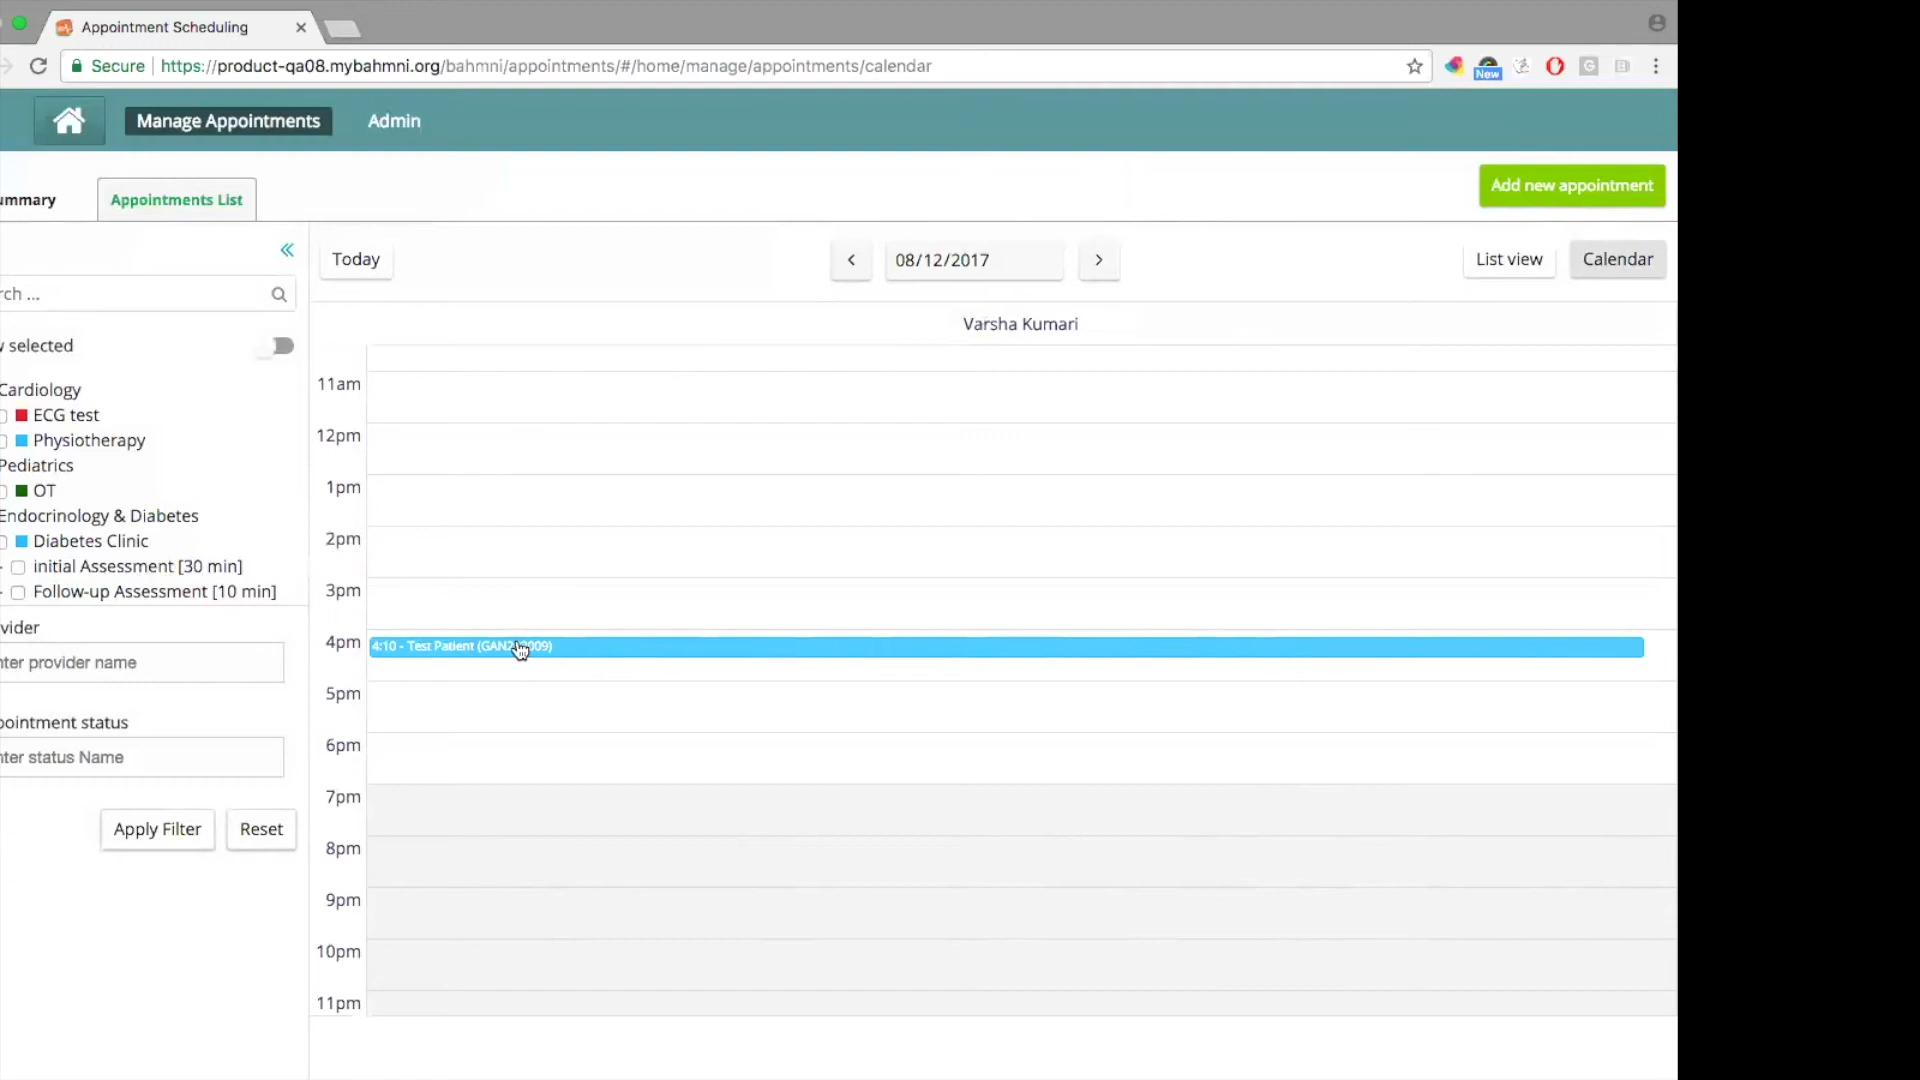 Appointment Scheduling
Secure https://product-qa08.mybahmni.org/bahmni/appointments/#/home/manage/appointments/calendar
New
Manage Appointments Admin
ummary Appointments List Add new appointment
Today 08/12/2017 List view Calendar
rch ...
Varsha Kumari
selected
Cardiology
ECG test
Physiotherapy
Pediatrics
OT
Endocrinology & Diabetes
Diabetes Clinic
initial Assessment [30 min]
Follow-up Assessment [10 min]
vider
nter provider name
pointment status
nter status Name
Apply Filter Reset
11am
12pm
1pm
2pm
3pm
4pm
4:10 - Test Patient
5pm
6pm
7pm
8pm
9pm
10pm
11pm